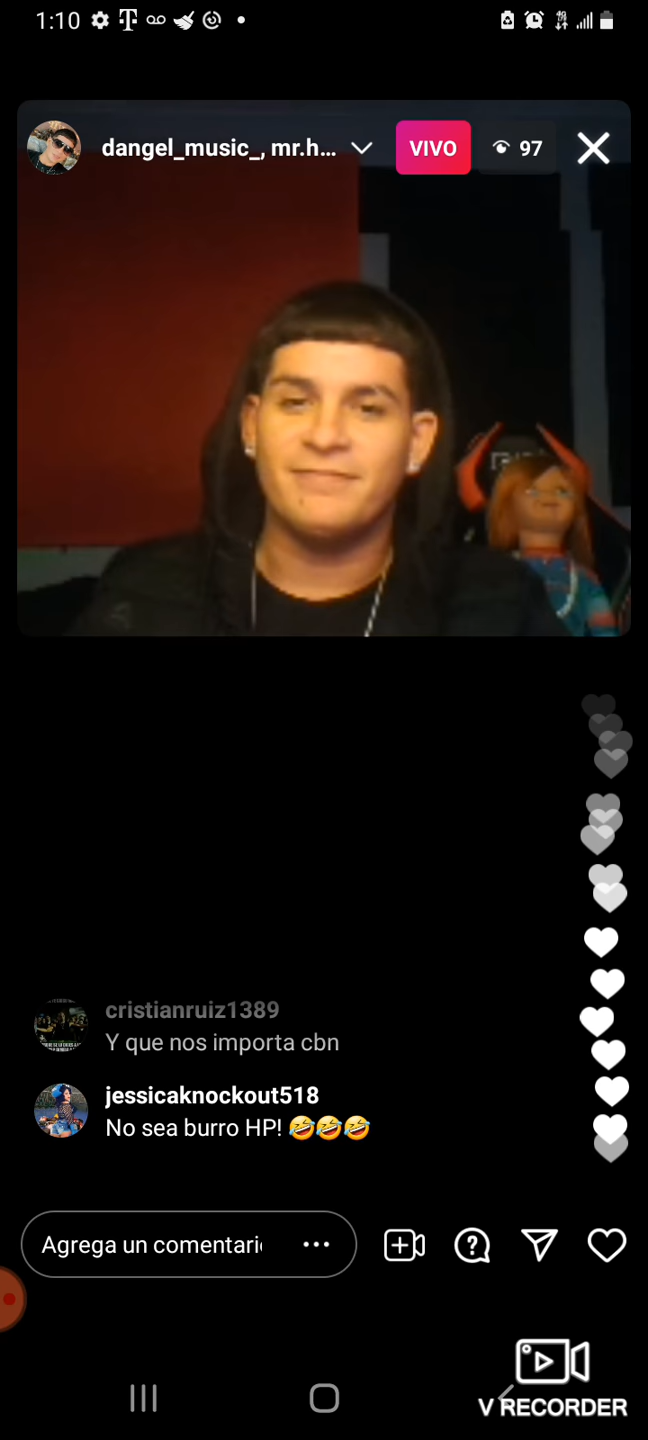 1:10
dangel_music_, mr.h...
VIVO
97
cristianruiz1389
Y que nos importa cbn
jessicaknockout518
No sea burro HP! 🤣🤣🤣
Agrega un comentari
V RECORDER